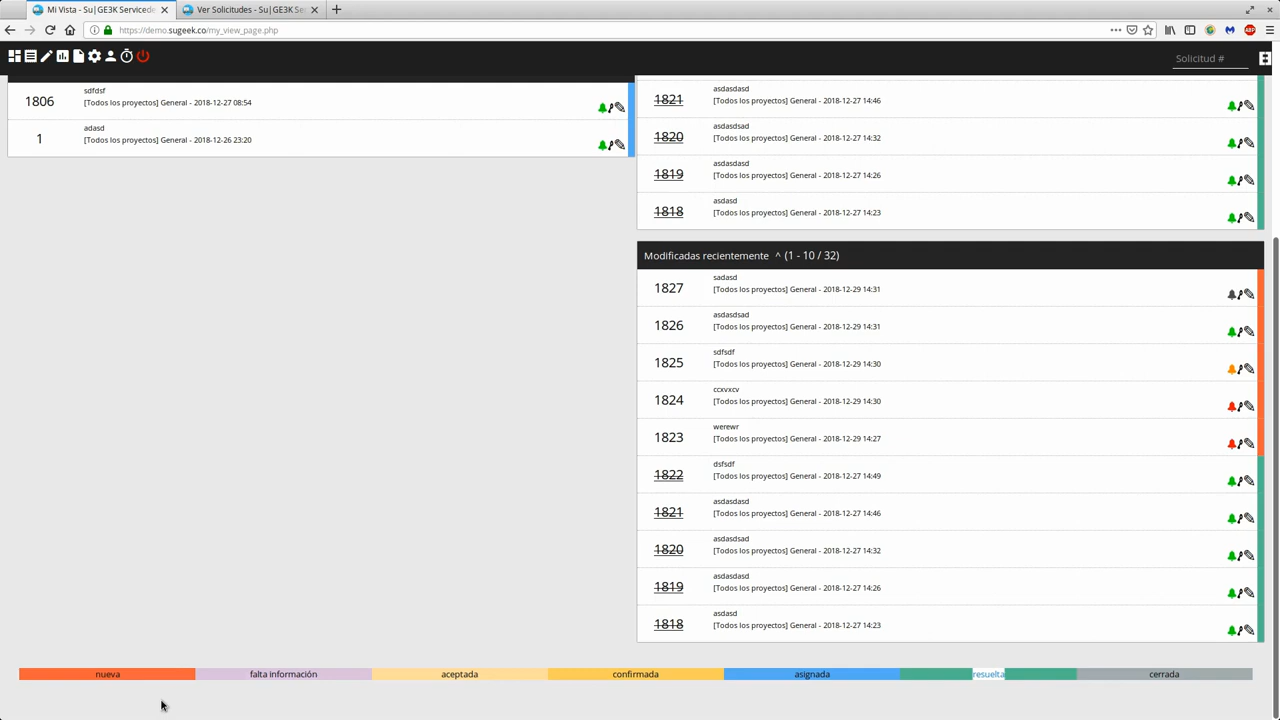 Mi Vista - Su|GE3K Servicede
Ver Solicitudes - Su|GE3K Ser
https://demo.sugeek.co/my_view_page.php
Solicitud #
1806
sdfdsf
[Todos los proyectos] General - 2018-12-27 08:54
1
adasd
[Todos los proyectos] General - 2018-12-26 23:20
1821
asdasdasd
[Todos los proyectos] General - 2018-12-27 14:46
1820
asdasdsad
[Todos los proyectos] General - 2018-12-27 14:32
1819
asdasdasd
[Todos los proyectos] General - 2018-12-27 14:26
1818
asdasd
[Todos los proyectos] General - 2018-12-27 14:23
Modificadas recientemente ^ (1 - 10 / 32)
1827
sadasd
[Todos los proyectos] General - 2018-12-29 14:31
1826
asdasdsad
[Todos los proyectos] General - 2018-12-29 14:31
1825
sdfsdf
[Todos los proyectos] General - 2018-12-29 14:30
1824
ccxvxcv
[Todos los proyectos] General - 2018-12-29 14:30
1823
werewr
[Todos los proyectos] General - 2018-12-29 14:27
1822
dsfsdf
[Todos los proyectos] General - 2018-12-27 14:49
1821
asdasdasd
[Todos los proyectos] General - 2018-12-27 14:46
1820
asdasdsad
[Todos los proyectos] General - 2018-12-27 14:32
1819
asdasdasd
[Todos los proyectos] General - 2018-12-27 14:26
1818
asdasd
[Todos los proyectos] General - 2018-12-27 14:23
nueva
falta información
aceptada
confirmada
asignada
resuelta
cerrada